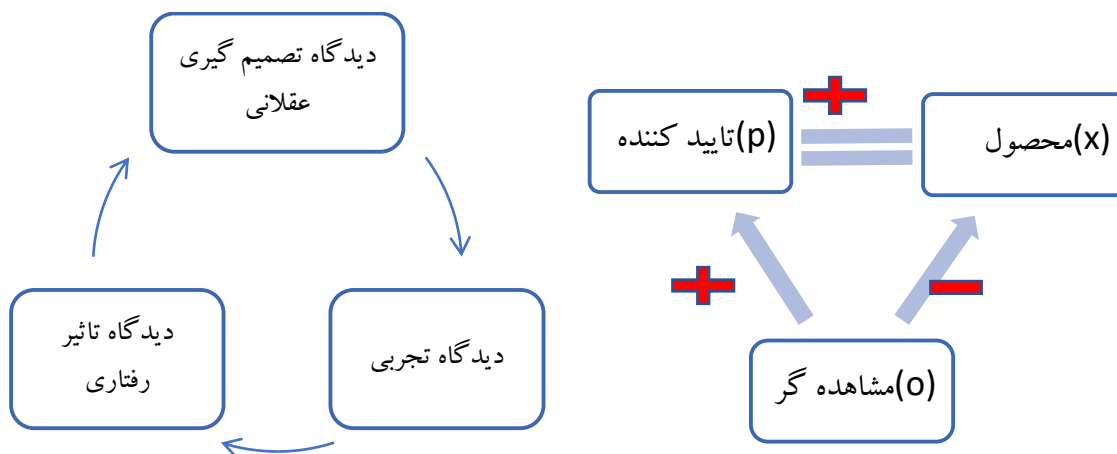 دیدگاه تصمیم گیری
عقلانی
دیدگاه تجربی
دیدگاه تاثیر
رفتاری
(x)محصول
(p)تایید کننده
(o)مشاهده گر